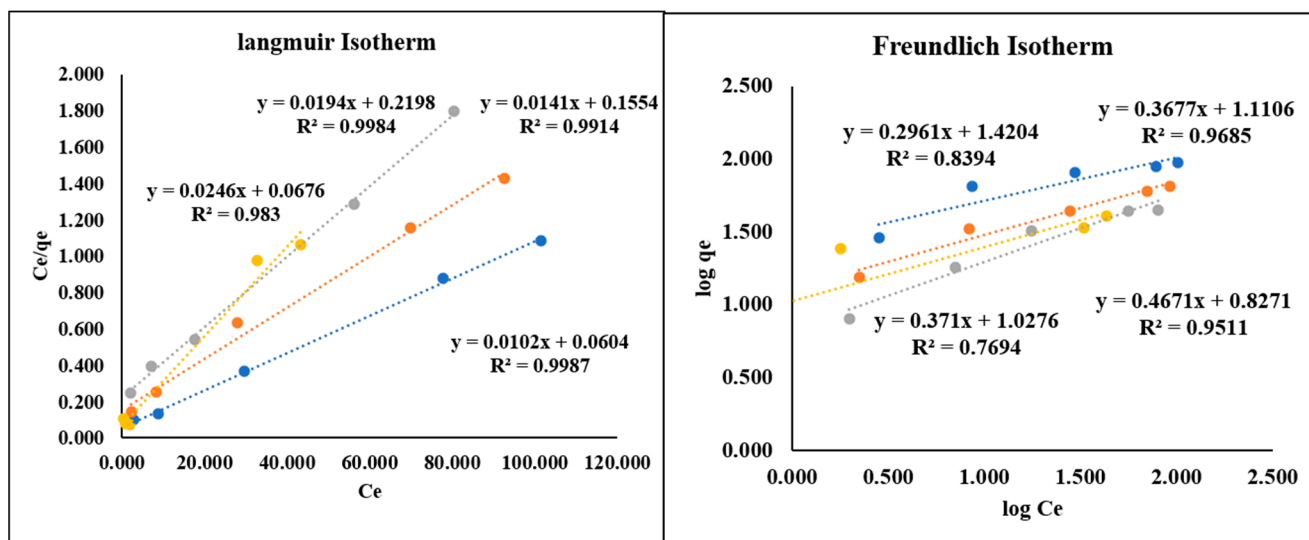 langmuir Isotherm
2.000
1.800
1.600
1.400
1.200
1.000
0.800
0.600
0.400
0.200
0.000
Ce/qe
y = 0.0194x + 0.2198
R² = 0.9984
y = 0.0141x + 0.1554
R² = 0.9914
y = 0.0246x + 0.0676
R² = 0.983
y = 0.0102x + 0.0604
R² = 0.9987
0.000 20.000 40.000 60.000 80.000 100.000 120.000
Ce
Freundlich Isotherm
2.500
2.000
1.500
1.000
0.500
0.000
log qe
y = 0.2961x + 1.4204
R² = 0.8394
y = 0.3677x + 1.1106
R² = 0.9685
y = 0.371x + 1.0276
R² = 0.7694
y = 0.4671x + 0.8271
R² = 0.9511
0.000 0.500 1.000 1.500 2.000 2.500
log Ce